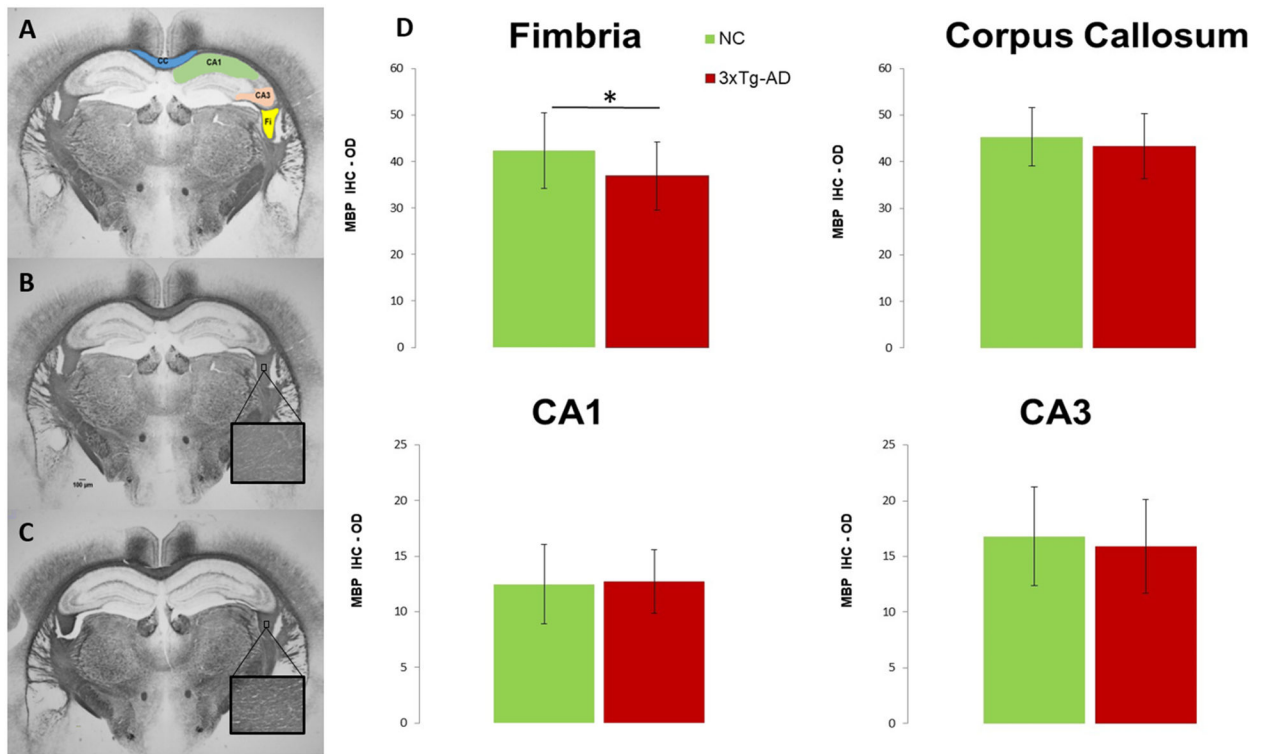 A
CC
CA1
CA3
Fi
B
100 µm
C
D
Fimbria
NC
3xTg-AD
*
MBP IHC - OD
60
50
40
30
20
10
0
Corpus Callosum
MBP IHC - OD
60
50
40
30
20
10
0
CA1
MBP IHC - OD
25
20
15
10
5
0
CA3
MBP IHC - OD
25
20
15
10
5
0